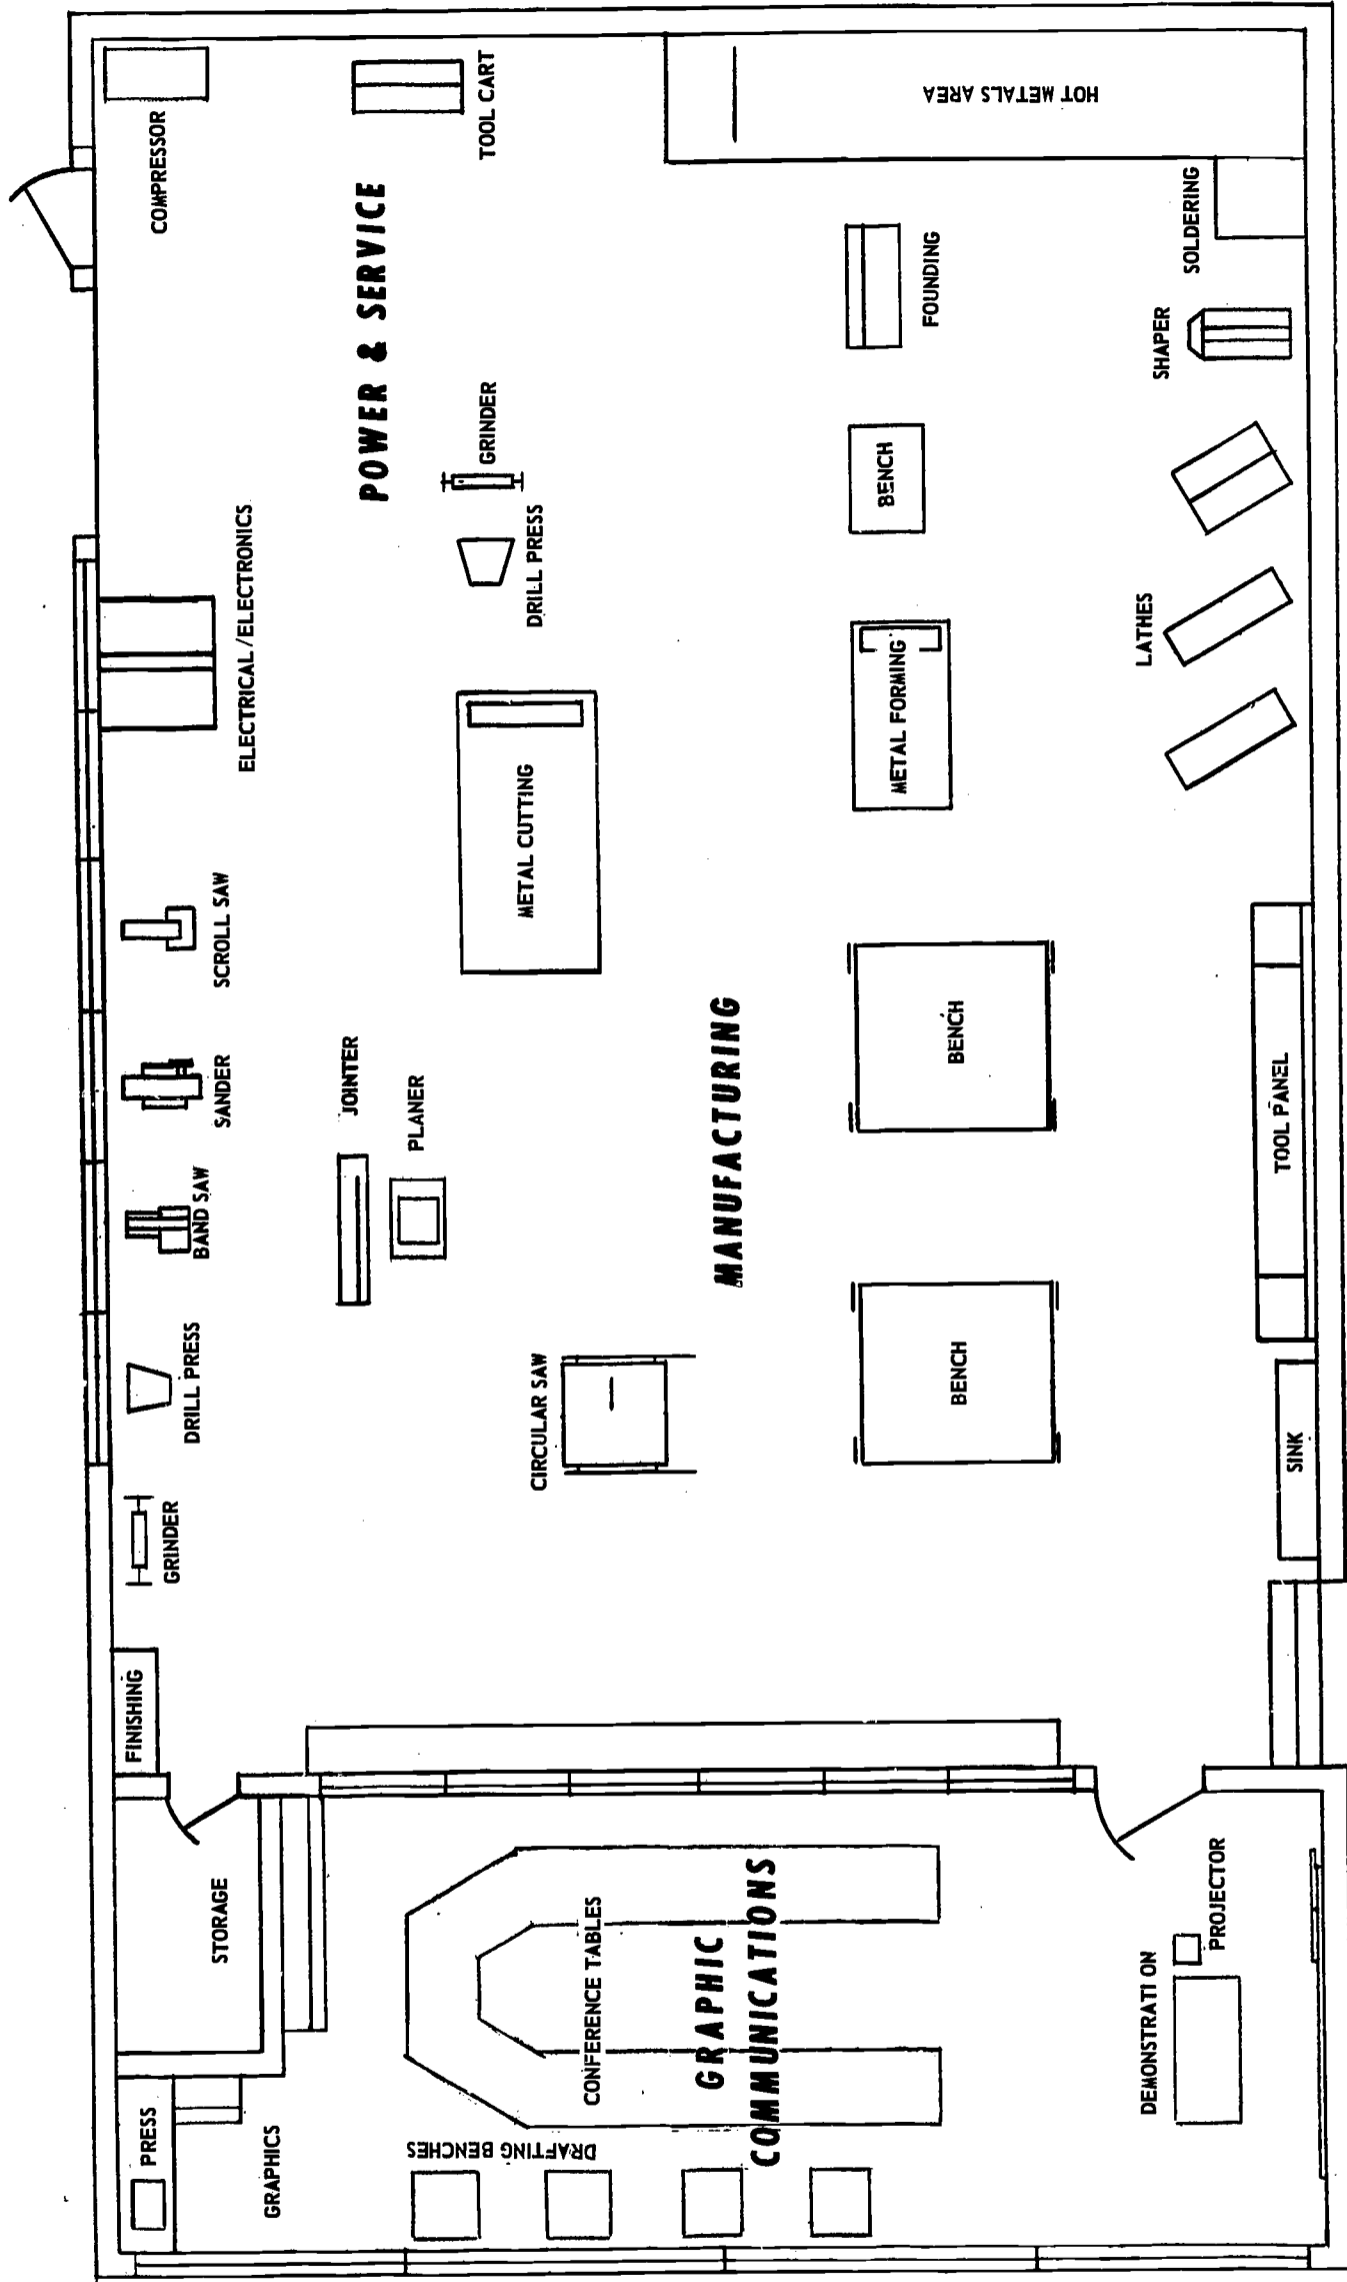 COMPRESSOR
TOOL CART
HOT METALS AREA
POWER & SERVICE
SOLDERING
FOUNDING
SHAPER
GRINDER
BENCH
DRILL PRESS
ELECTRICAL/ELECTRONICS
LATHES
METAL FORMING
METAL CUTTING
SCROLL SAW
SANDER
JOINTER
PLANER
MANUFACTURING
BENCH
TOOL PANEL
BAND SAW
DRILL PRESS
CIRCULAR SAW
BENCH
SINK
GRINDER
FINISHING
STORAGE
CONFERENCE TABLES
GRAPHIC
COMMUNICATIONS
PROJECTOR
DEMONSTRATION
PRESS
GRAPHICS
DRAFTING BENCHES